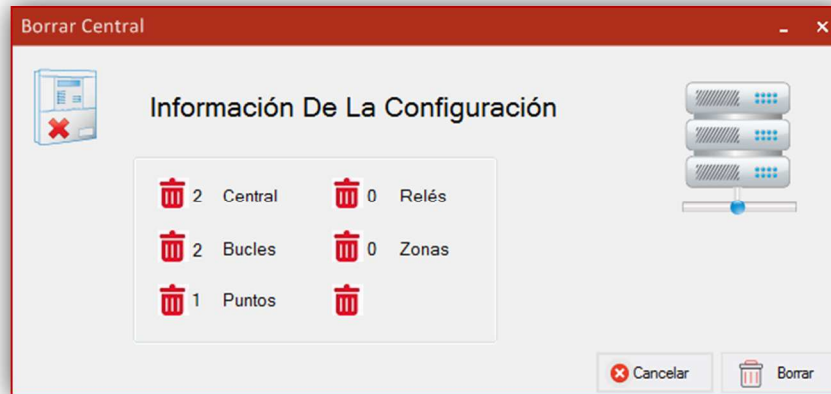 Borrar Central
Información De La Configuración
2 Central 0 Relés
2 Bucles 0 Zonas
1 Puntos
Cancelar Borrar